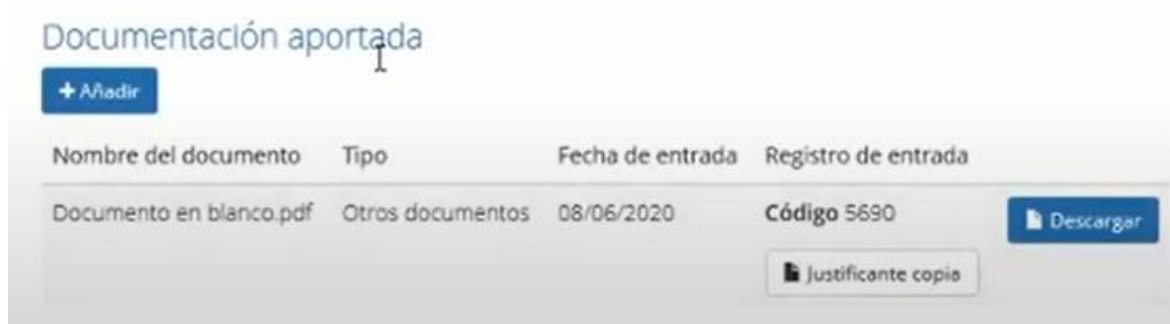 Documentación aportada
+ Añadir
Nombre del documento Tipo Fecha de entrada Registro de entrada
Documento en blanco.pdf Otros documentos 08/06/2020 Código 5690 Descargar
Justificante copia